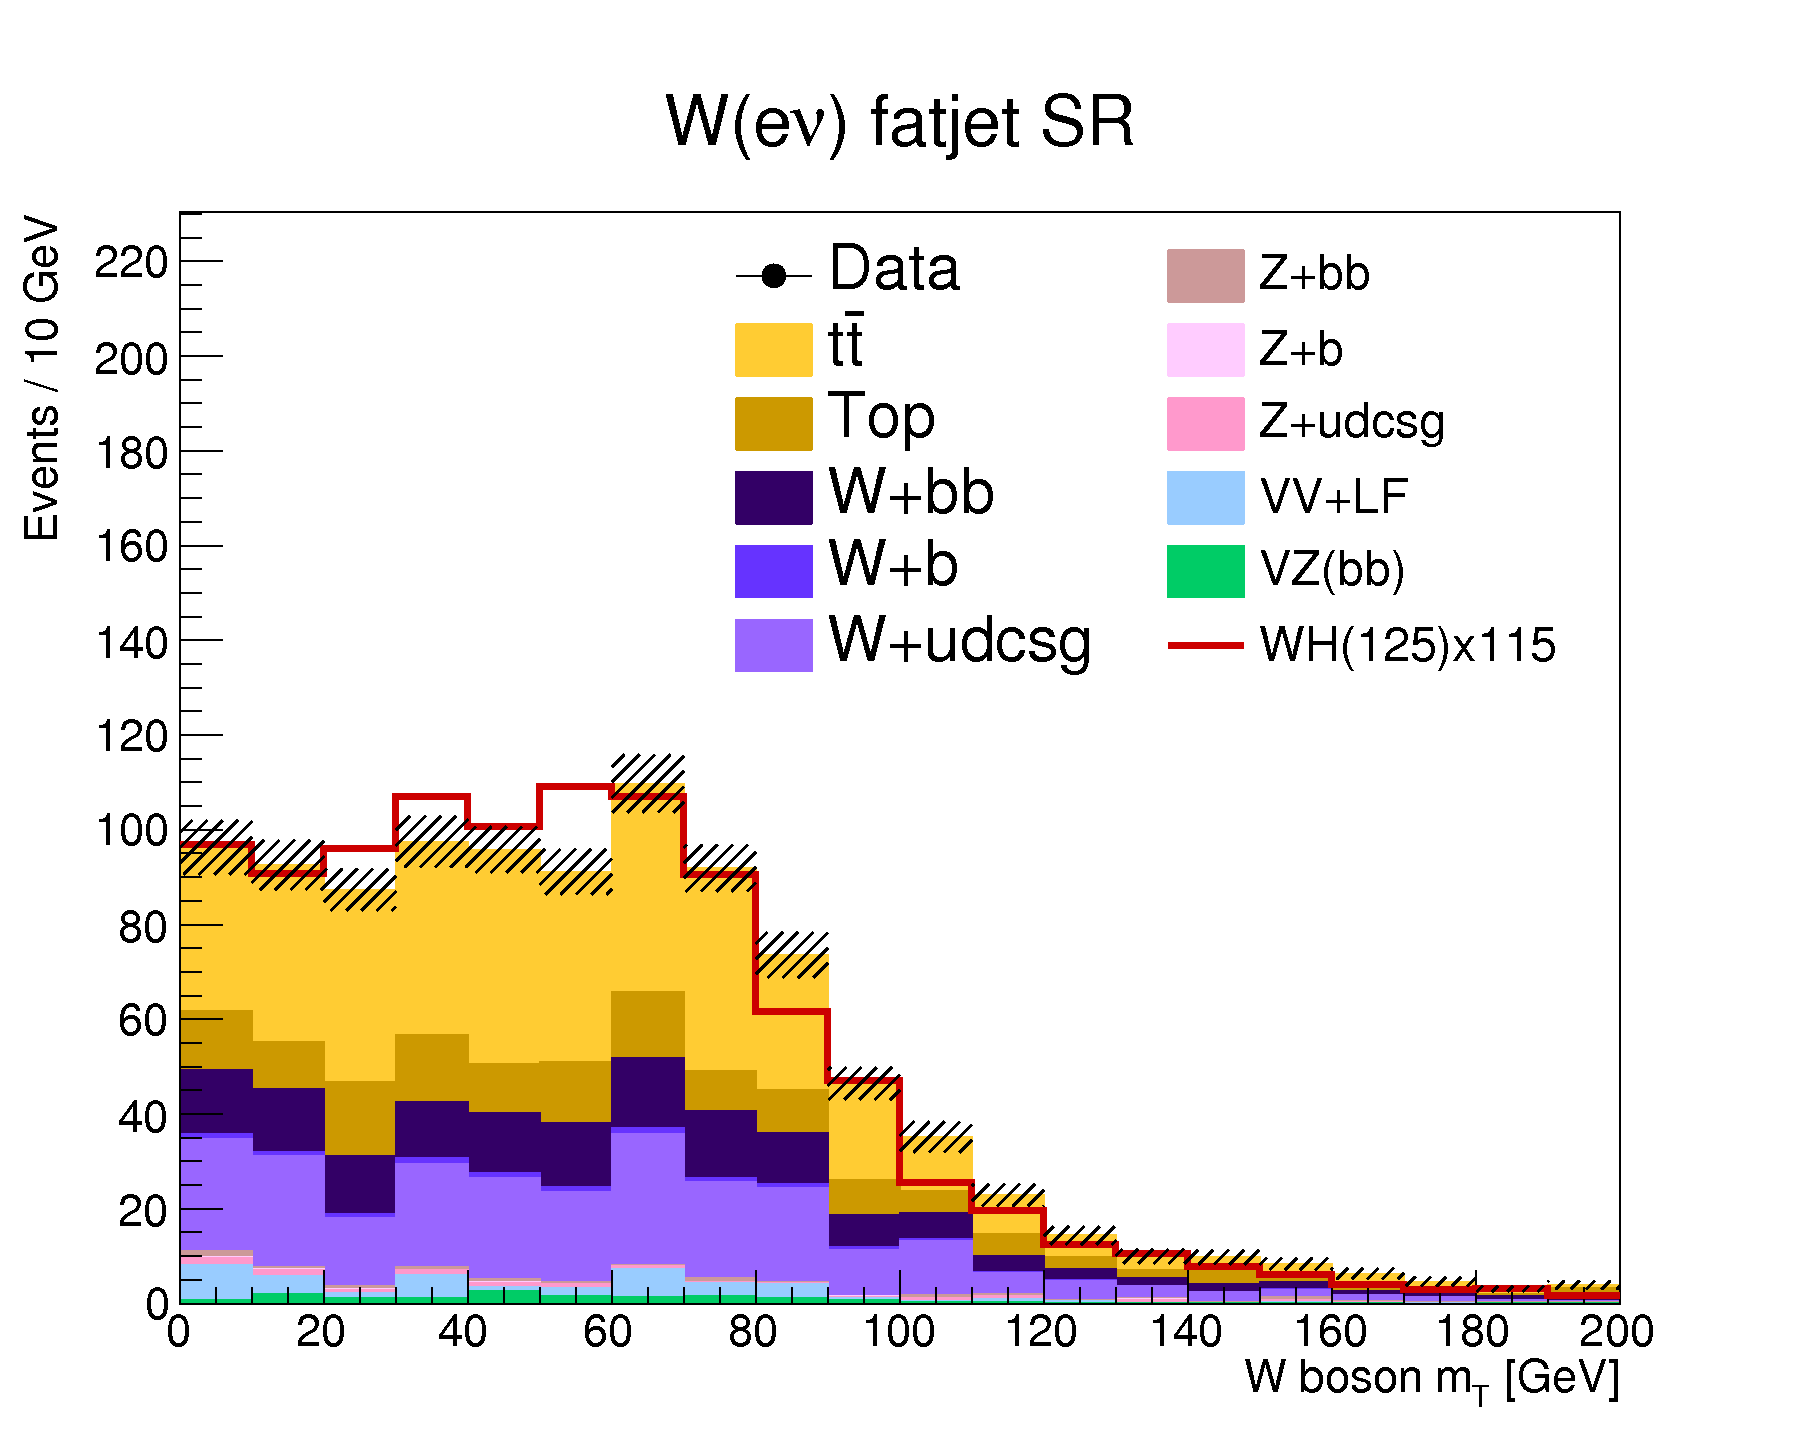 W(eν) fatjet SR
Events / 10 GeV
220
200
180
160
140
120
100
80
60
40
20
0
Data
tt̄
Top
W+bb
W+b
W+udcsg
Z+bb
Z+b
Z+udcsg
VV+LF
VZ(bb)
WH(125)x115
0 20 40 60 80 100 120 140 160 180 200
W boson m_T [GeV]